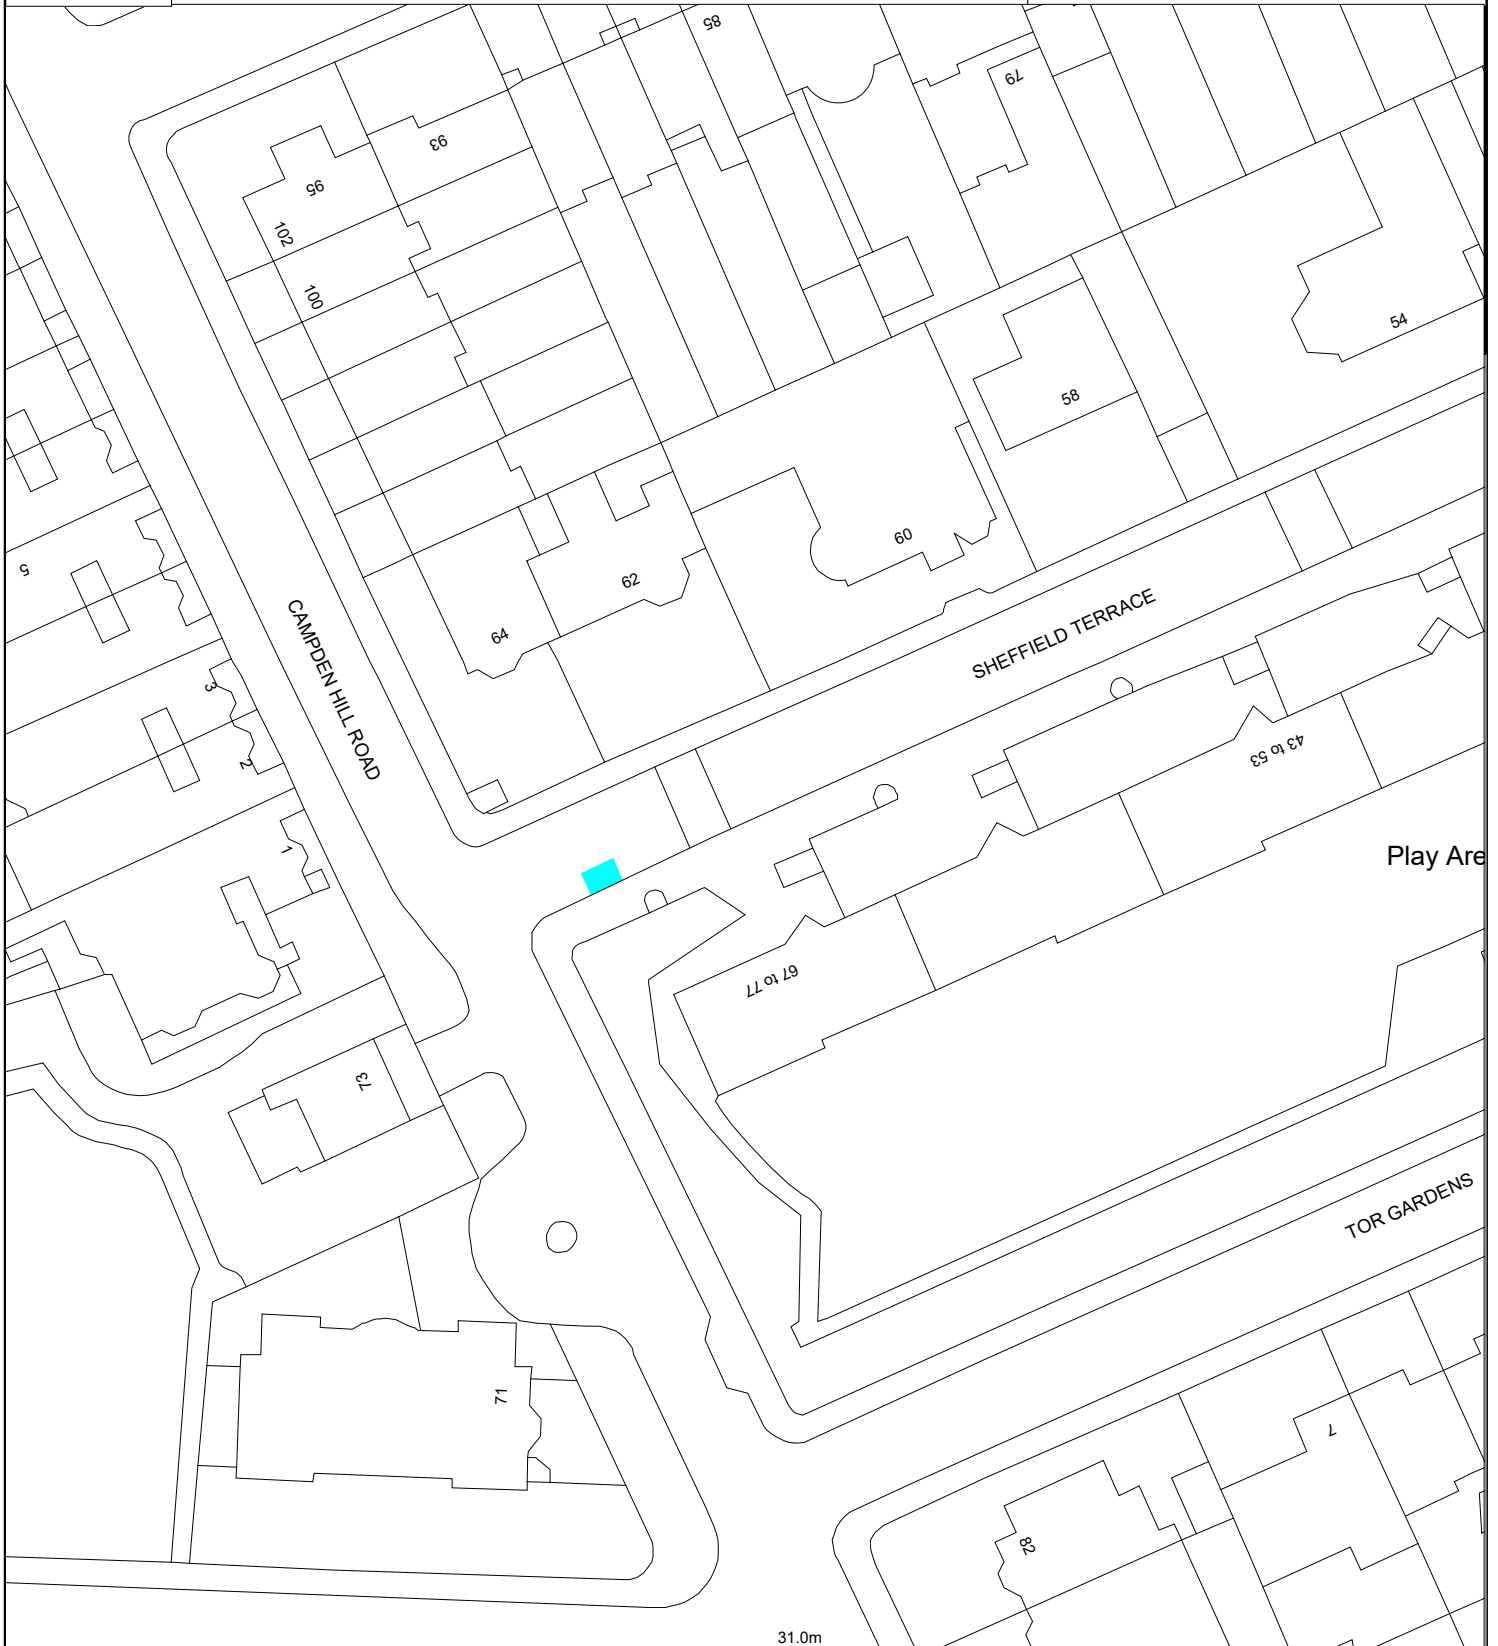 85
79
93
95
102
100
54
58
60
5
62
64
SHEFFIELD TERRACE
CAMPDEN HILL ROAD
3
2
43 to 53
1
Play Are
67 to 77
73
TOR GARDENS
71
7
82
31.0m